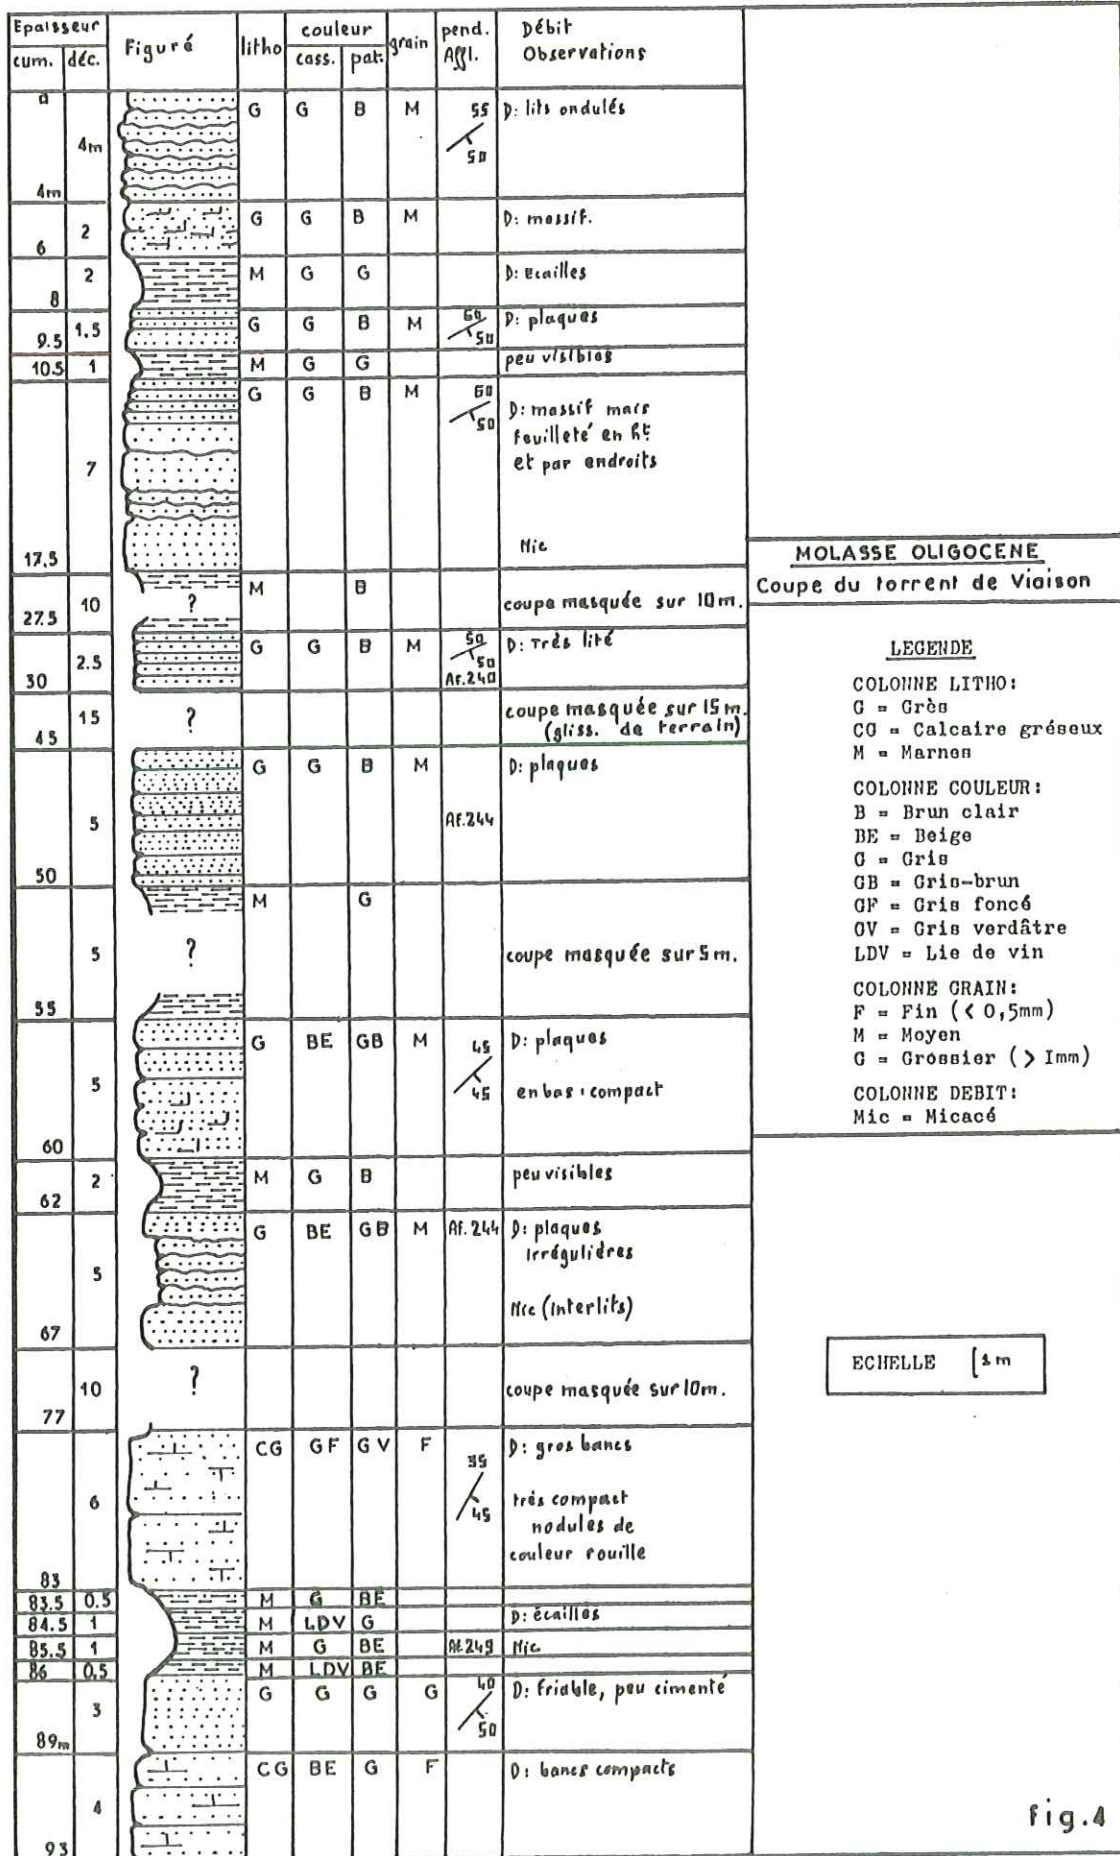 Epaisseur Figuré litho couleur grain pend. Affl. Débit Observations
cum. déc. cass. pat.
0
4m G G B M 55 D: lits ondulés
50
4m
2 G G B M D: massif.
6
2 M G G D: Ecailles
8
1.5 G G B M 60 D: plaques
9.5 50
10.5 1 M G G peu visibles
G G B M 60 D: massif mais
50 feuilleté en ht
7 et par endroits
Mic
17,5
10 M B ? coupe masquée sur 10m.
27.5
G G B M 50 D: Très lité
2.5 50
30 Af.240
15 ? coupe masquée sur 15m.
45 (gliss. de terrain)
G G B M D: plaques
5 Af.244
50
M G
5 ? coupe masquée sur 5m.
55
G BE GB M 45 D: plaques
5 45 en bas: compact
60
2 M G B peu visibles
62
G BE GB M Af. 244 D: plaques
irrégulières
5
Mic (interlits)
67
10 ? coupe masquée sur 10m.
77
CG GF GV F 35 D: gros bancs
6 45 très compact
nodules de
couleur rouille
83
83.5 0.5 M G BE
84.5 1 M LDV G D: écailles
85.5 1 M G BE Af.249 Mic
86 0,5 M LDV BE
3 G G G G 40 D: friable, peu cimenté
50
89m
CG BE G F D: bancs compacts
4
93
MOLASSE OLIGOCENE
Coupe du torrent de Viaison
LEGENDE
COLONNE LITHO:
G = Grès
CG = Calcaire gréseux
M = Marnes
COLONNE COULEUR:
B = Brun clair
BE = Beige
G = Gris
GB = Gris-brun
GF = Gris foncé
GV = Gris verdâtre
LDV = Lie de vin
COLONNE GRAIN:
F = Fin (< 0,5mm)
M = Moyen
G = Grossier (> 1mm)
COLONNE DEBIT:
Mic = Micacé
ECHELLE [1m
fig.4